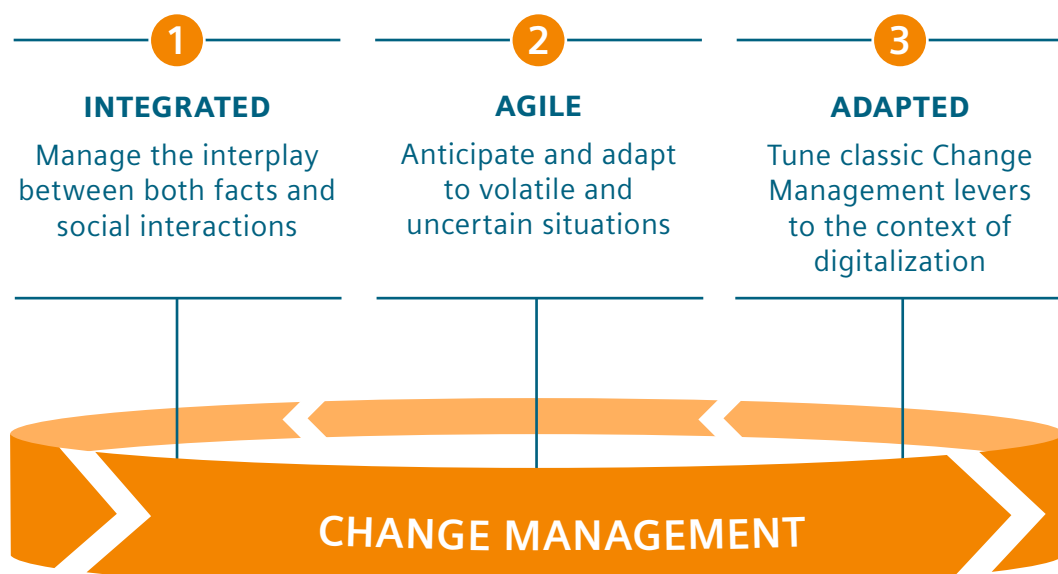 1
INTEGRATED
Manage the interplay
between both facts and
social interactions
2
AGILE
Anticipate and adapt
to volatile and
uncertain situations
3
ADAPTED
Tune classic Change
Management levers
to the context of
digitalization
CHANGE MANAGEMENT